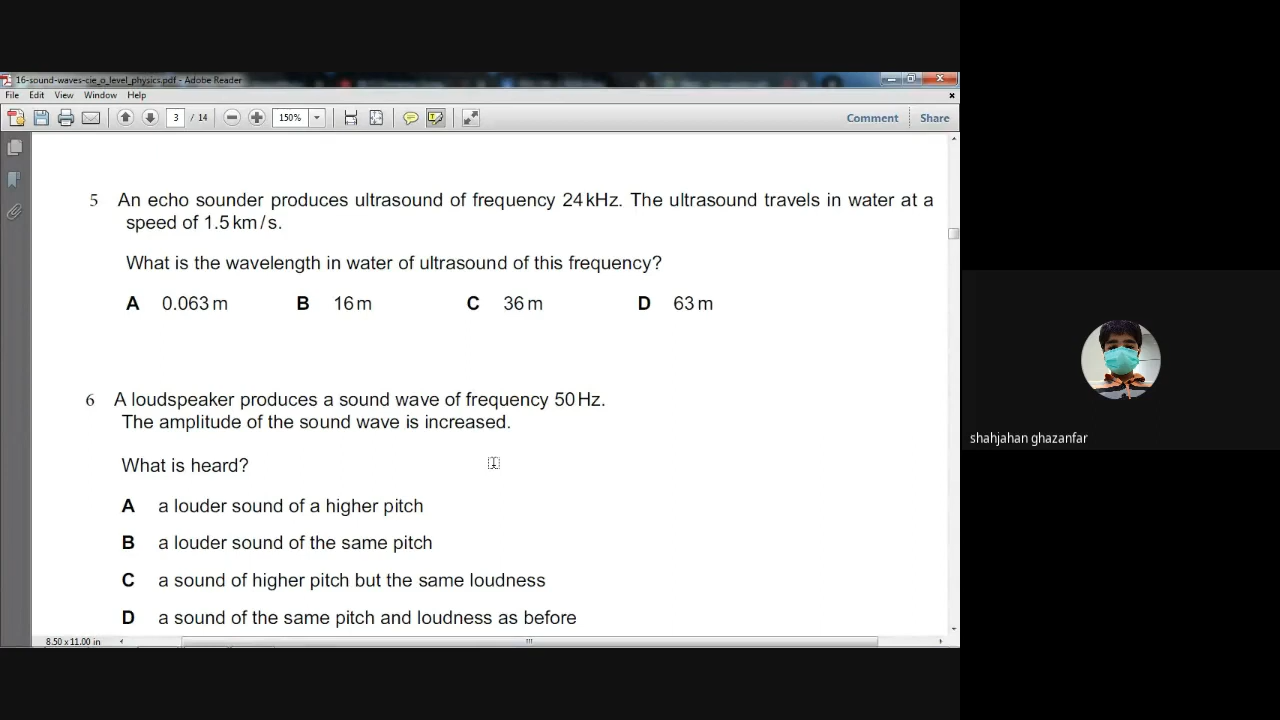 16-sound-waves-cie_o_level_physics.pdf - Adobe Reader
File Edit View Window Help
3 / 14 150% Comment Share
5 An echo sounder produces ultrasound of frequency 24 kHz. The ultrasound travels in water at a
speed of 1.5 km / s.
What is the wavelength in water of ultrasound of this frequency?
A 0.063 m B 16 m C 36 m D 63 m
6 A loudspeaker produces a sound wave of frequency 50 Hz.
The amplitude of the sound wave is increased.
What is heard?
A a louder sound of a higher pitch
B a louder sound of the same pitch
C a sound of higher pitch but the same loudness
D a sound of the same pitch and loudness as before
8.50 x 11.00 in
shahjahan ghazanfar